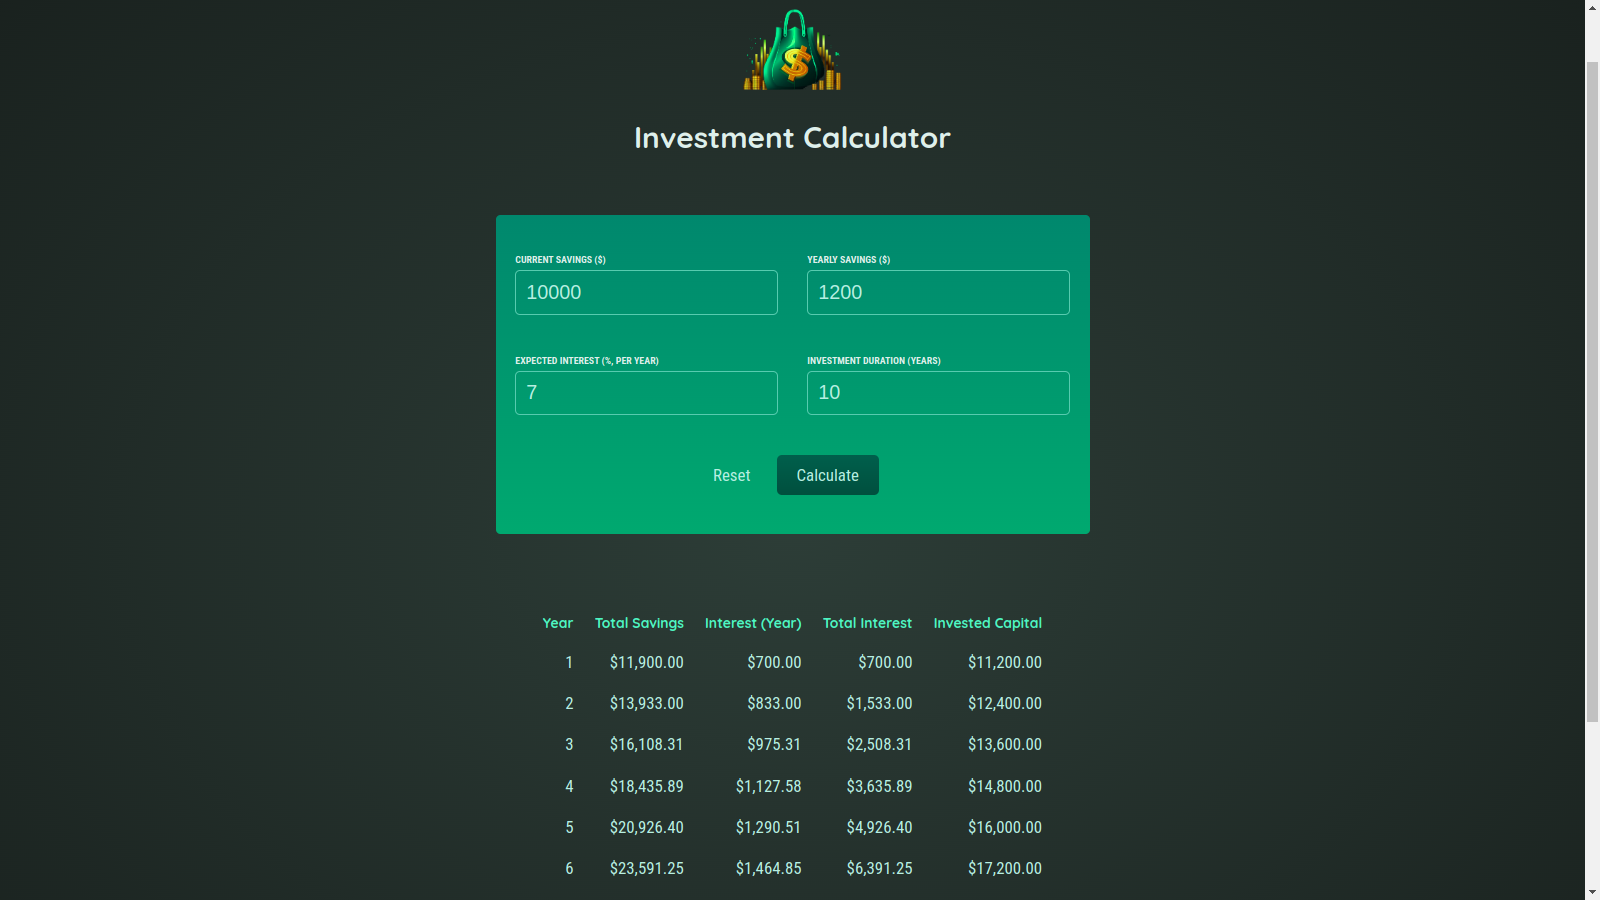 $
Investment Calculator
CURRENT SAVINGS ($) YEARLY SAVINGS ($)
10000 1200
EXPECTED INTEREST (%, PER YEAR) INVESTMENT DURATION (YEARS)
7 10
Reset Calculate
Year Total Savings Interest (Year) Total Interest Invested Capital
1 $11,900.00 $700.00 $700.00 $11,200.00
2 $13,933.00 $833.00 $1,533.00 $12,400.00
3 $16,108.31 $975.31 $2,508.31 $13,600.00
4 $18,435.89 $1,127.58 $3,635.89 $14,800.00
5 $20,926.40 $1,290.51 $4,926.40 $16,000.00
6 $23,591.25 $1,464.85 $6,391.25 $17,200.00